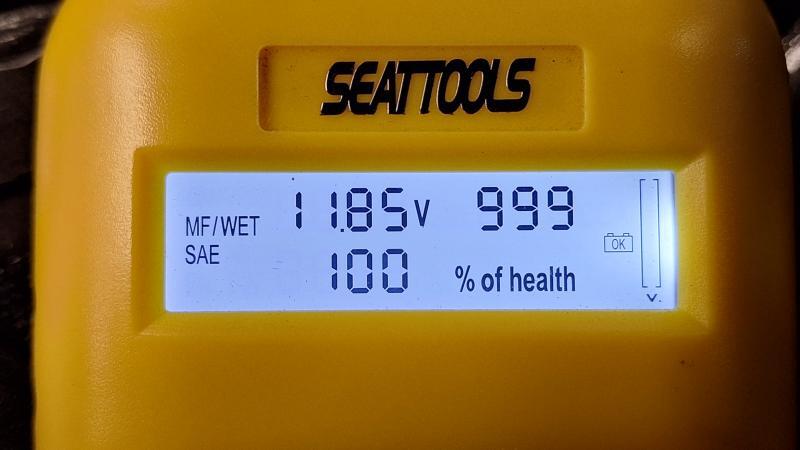 SEATTOOLS
MF/WET 11.85V 999
SAE 100 % of health
OK
V.